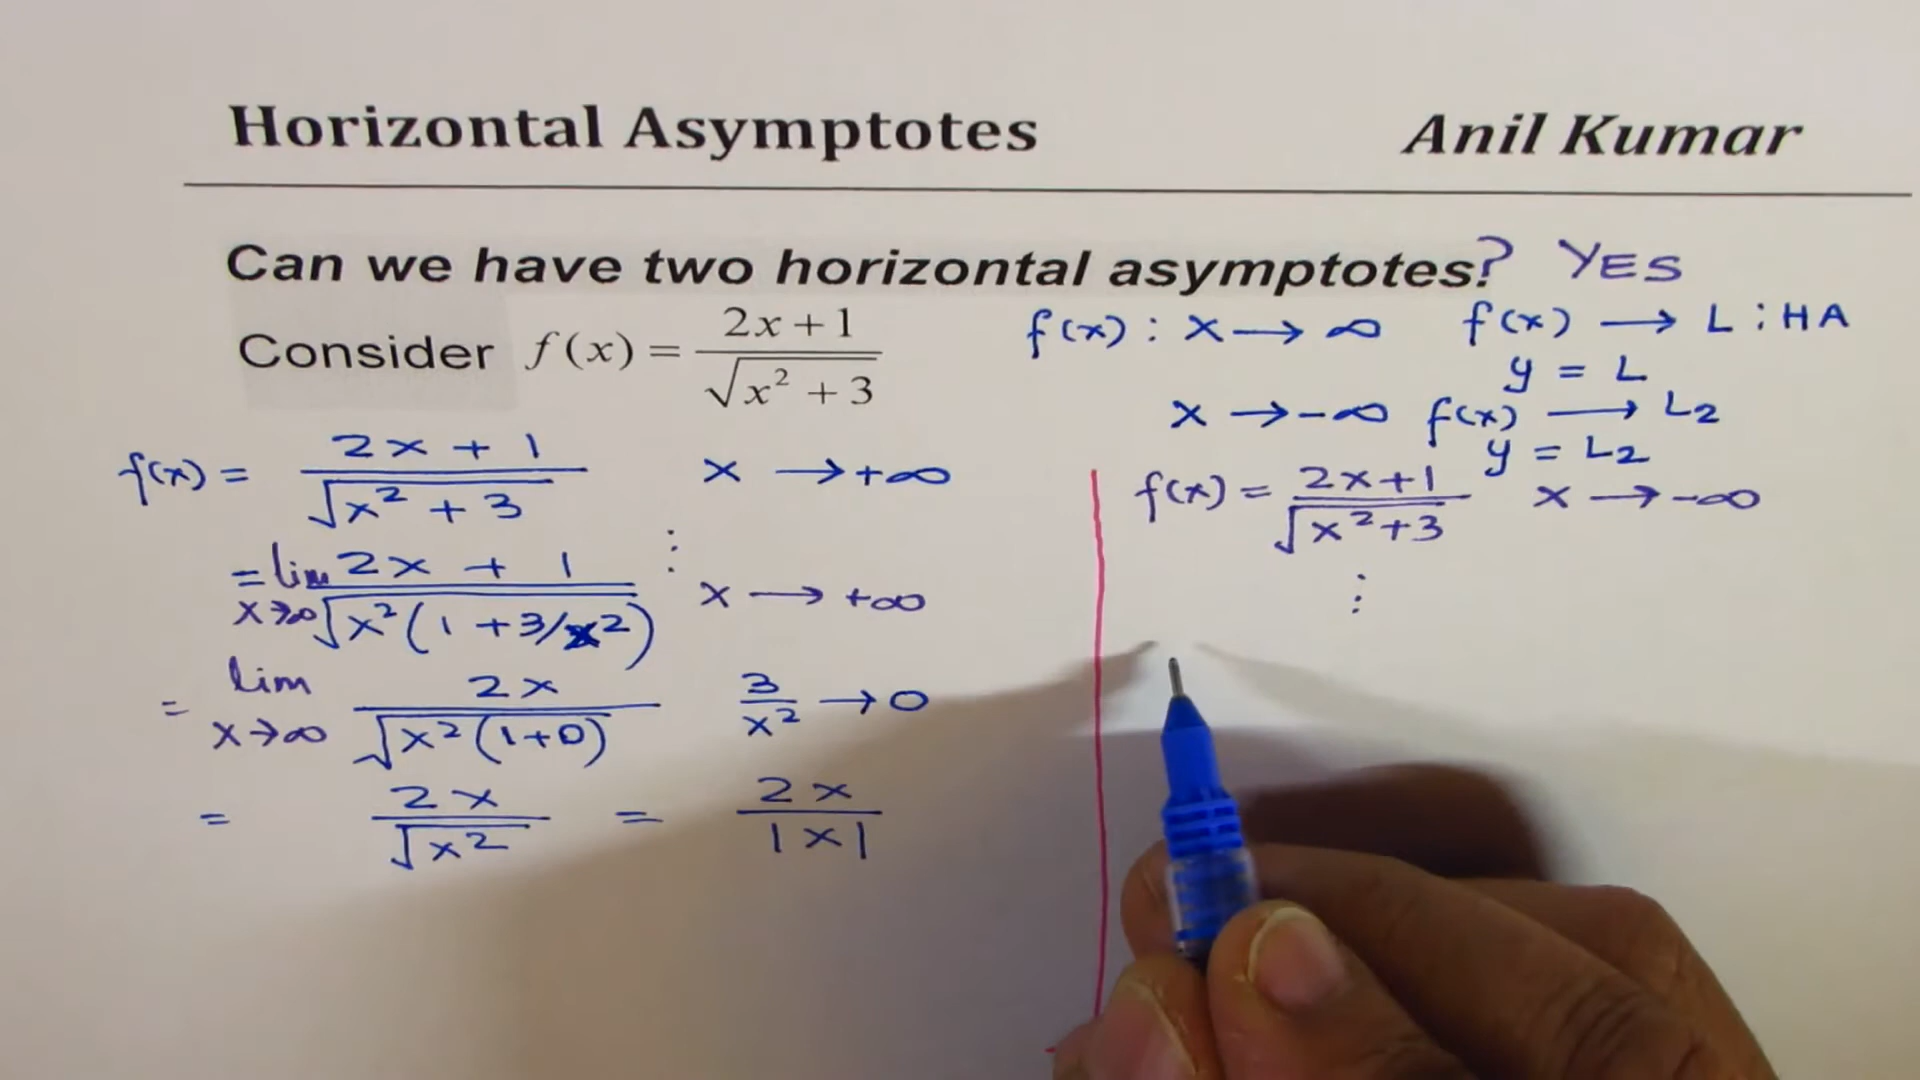 Horizontal Asymptotes Anil Kumar
Can we have two horizontal asymptotes? YES
Consider f(x) = (2x+1)/√(x²+3)
f(x) : x → ∞ f(x) → L : HA
y = L
x → -∞ f(x) → L2
y = L2
f(x) = (2x + 1)/√(x² + 3) x → +∞
⋮
= lim x→∞ (2x + 1)/√(x²(1 + 3/x²)) x → +∞
= lim x→∞ 2x/√(x²(1+0)) 3/x² → 0
= 2x/√x² = 2x/|x|
f(x) = (2x+1)/√(x²+3) x → -∞
⋮